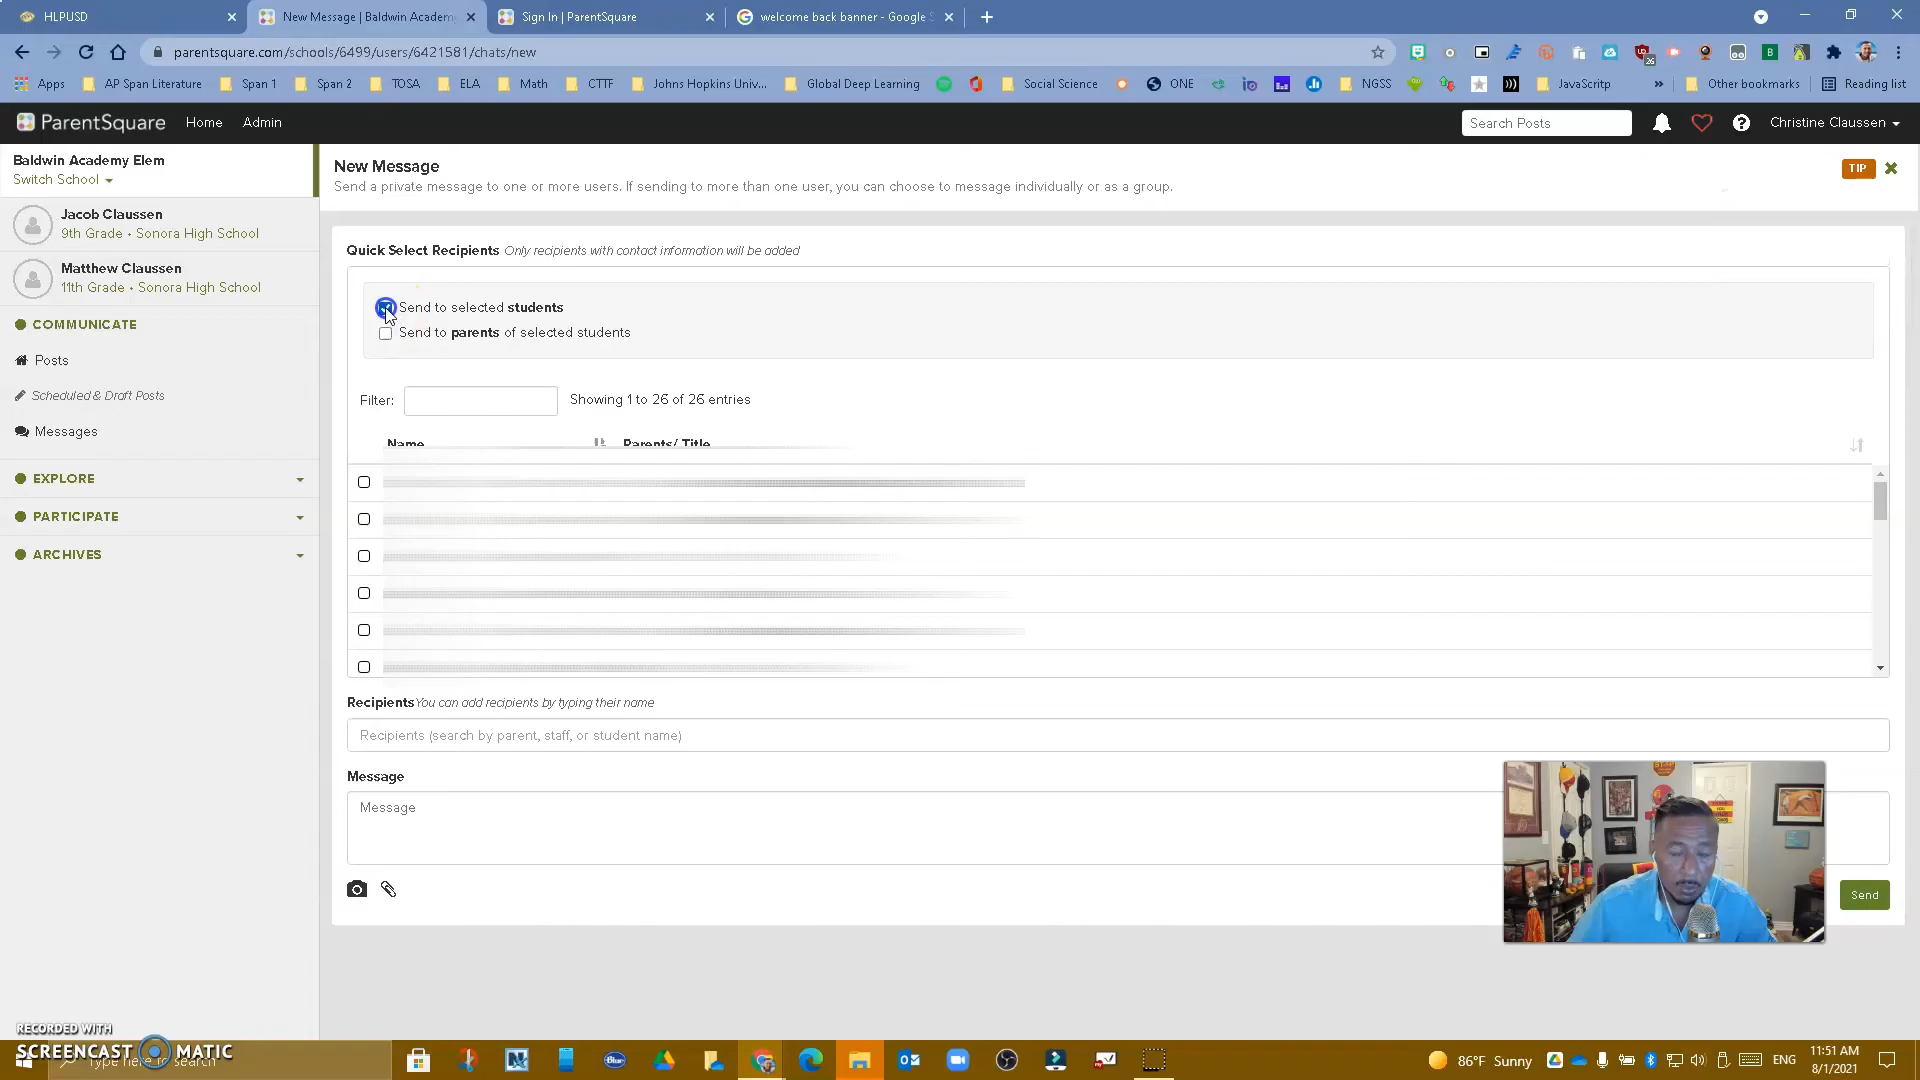 HLPUSD
New Message | Baldwin Academy
Sign In | ParentSquare
welcome back banner - Google S
parentsquare.com/schools/6499/users/6421581/chats/new
Apps AP Span Literature Span 1 Span 2 TOSA ELA Math CTTF Johns Hopkins Univ... Global Deep Learning Social Science ONE NGSS JavaScritp » Other bookmarks Reading list
ParentSquare Home Admin Search Posts Christine Claussen
Baldwin Academy Elem
Switch School
Jacob Claussen
9th Grade • Sonora High School
Matthew Claussen
11th Grade • Sonora High School
COMMUNICATE
Posts
Scheduled & Draft Posts
Messages
EXPLORE
PARTICIPATE
ARCHIVES
New Message
Send a private message to one or more users. If sending to more than one user, you can choose to message individually or as a group.
TIP
Quick Select Recipients Only recipients with contact information will be added
Send to selected students
Send to parents of selected students
Filter: Showing 1 to 26 of 26 entries
Name Parents/ Title
Recipients You can add recipients by typing their name
Recipients (search by parent, staff, or student name)
Message
Message
Send
RECORDED WITH
SCREENCAST MATIC
Type here to search
86°F Sunny
ENG
11:51 AM
8/1/2021